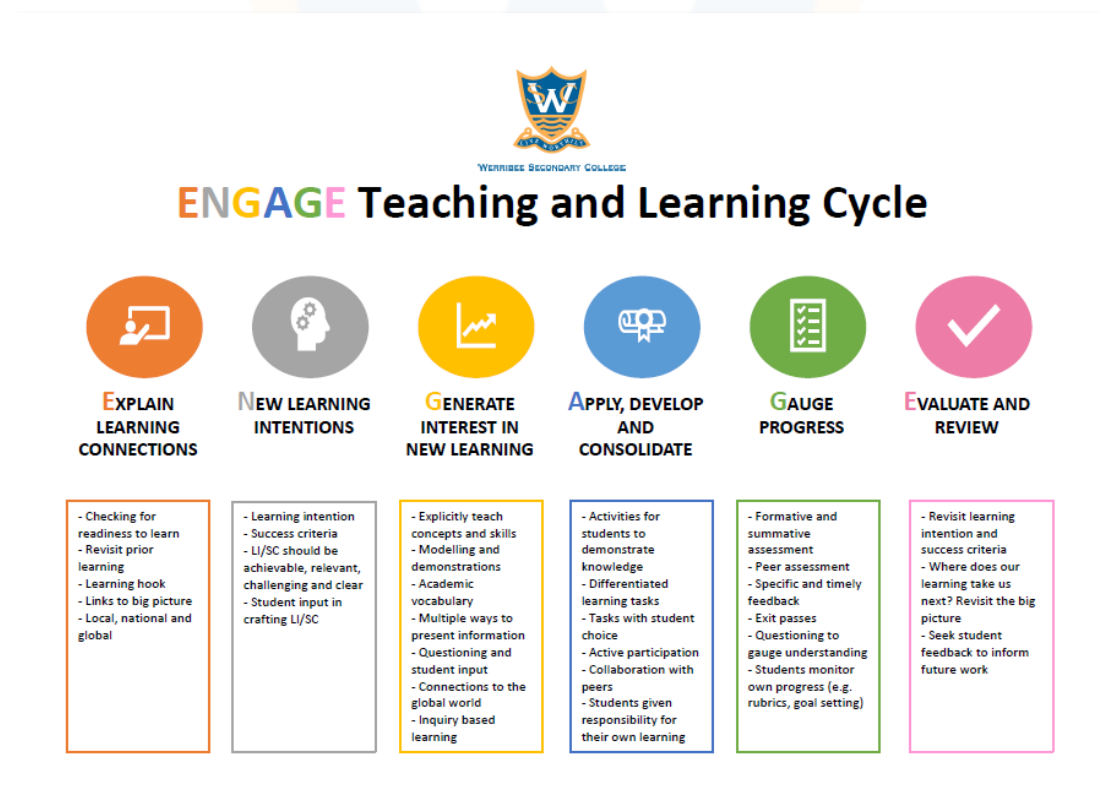 WSC
LIVE WORTHILY
WERRIBEE SECONDARY COLLEGE
ENGAGE Teaching and Learning Cycle
EXPLAIN
LEARNING
CONNECTIONS
NEW LEARNING
INTENTIONS
GENERATE
INTEREST IN
NEW LEARNING
APPLY, DEVELOP
AND
CONSOLIDATE
GAUGE
PROGRESS
EVALUATE AND
REVIEW
- Checking for
readiness to learn
- Revisit prior
learning
- Learning hook
- Links to big picture
- Local, national and
global
- Learning intention
- Success criteria
- LI/SC should be
achievable, relevant,
challenging and clear
- Student input in
crafting LI/SC
- Explicitly teach
concepts and skills
- Modelling and
demonstrations
- Academic
vocabulary
- Multiple ways to
present information
- Questioning and
student input
- Connections to the
global world
- Inquiry based
learning
- Activities for
students to
demonstrate
knowledge
- Differentiated
learning tasks
- Tasks with student
choice
- Active participation
- Collaboration with
peers
- Students given
responsibility for
their own learning
- Formative and
summative
assessment
- Peer assessment
- Specific and timely
feedback
- Exit passes
- Questioning to
gauge understanding
- Students monitor
own progress (e.g.
rubrics, goal setting)
- Revisit learning
intention and
success criteria
- Where does our
learning take us
next? Revisit the big
picture
- Seek student
feedback to inform
future work